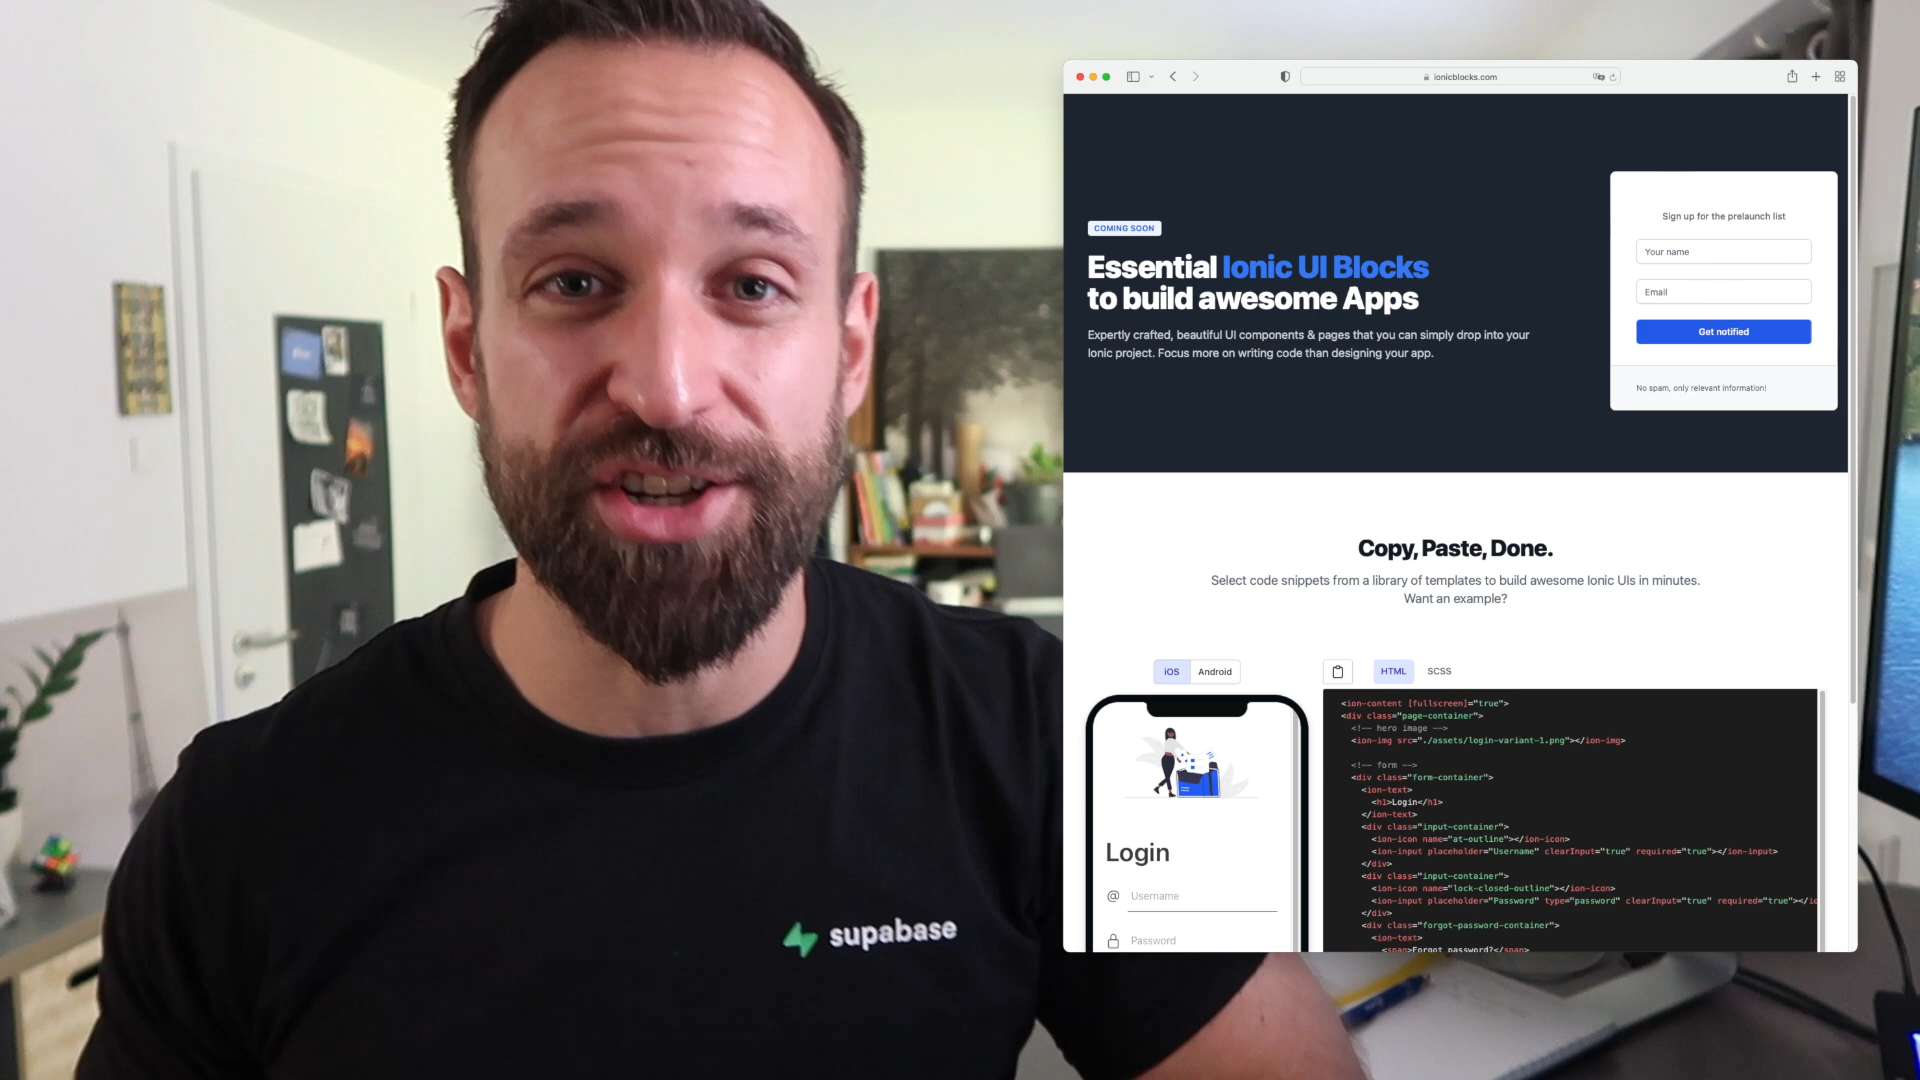 ionicblocks.com
COMING SOON
Essential Ionic UI Blocks
to build awesome Apps
Expertly crafted, beautiful UI components & pages that you can simply drop into your
Ionic project. Focus more on writing code than designing your app.
Sign up for the prelaunch list
Your name
Email
Get notified
No spam, only relevant information!
Copy, Paste, Done.
Select code snippets from a library of templates to build awesome Ionic UIs in minutes.
Want an example?
iOS
Android
HTML
SCSS
Login
@ Username
Password
<ion-content [fullscreen]="true">
<div class="page-container">
<!-- hero image -->
<ion-img src="./assets/login-variant-1.png"></ion-img>
<!-- form -->
<div class="form-container">
<ion-text>
<h1>Login</h1>
</ion-text>
<div class="input-container">
<ion-icon name="at-outline"></ion-icon>
<ion-input placeholder="Username" clearInput="true" required="true"></ion-input>
</div>
<div class="input-container">
<ion-icon name="lock-closed-outline"></ion-icon>
<ion-input placeholder="Password" type="password" clearInput="true" required="true"></io
</div>
<div class="forgot-password-container">
<ion-text>
<span>Forgot password?</span>
supabase